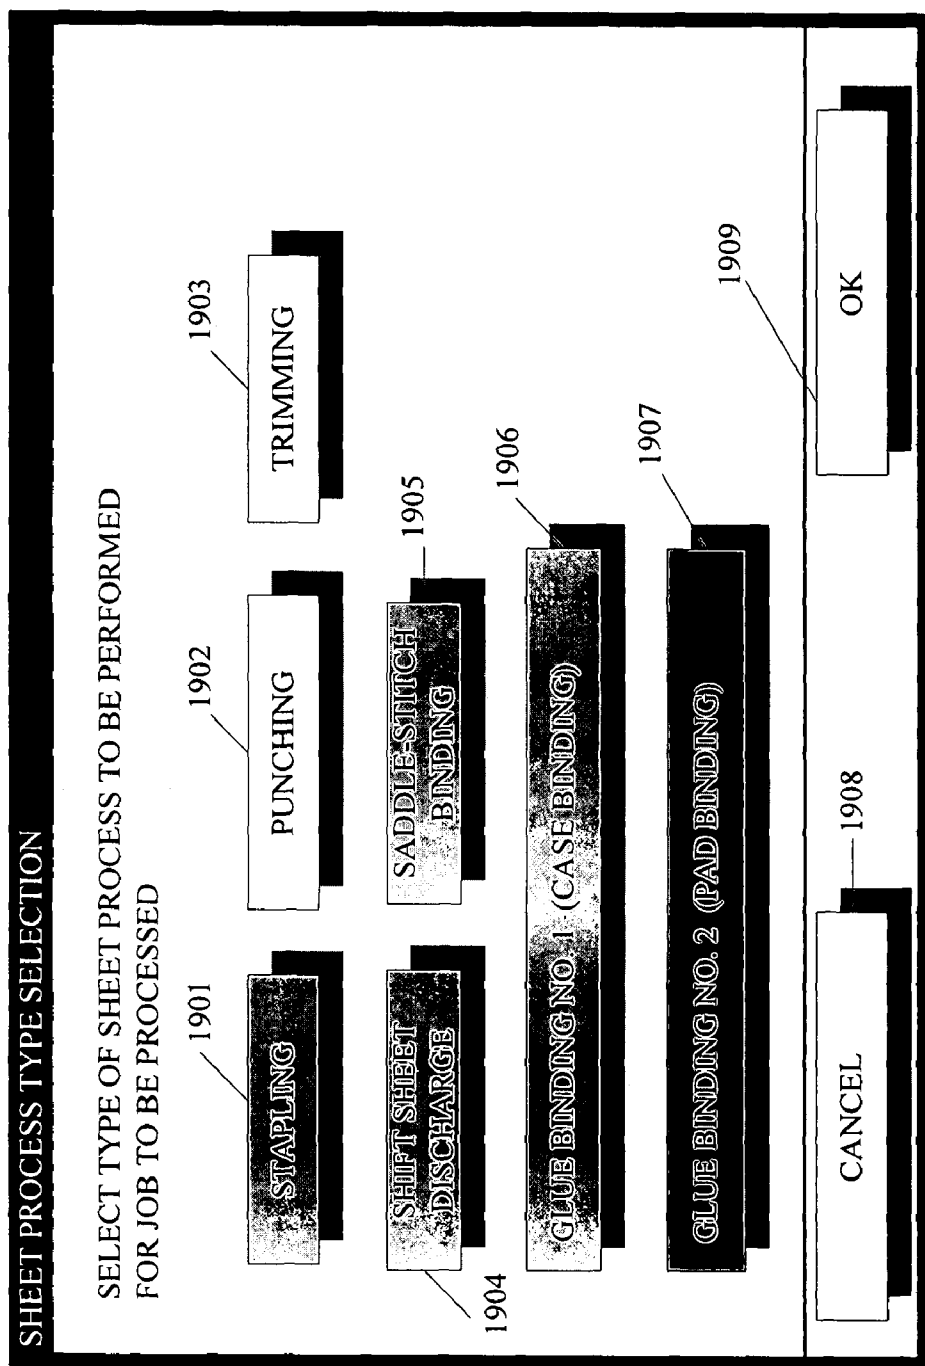 SHEET PROCESS TYPE SELECTION
SELECT TYPE OF SHEET PROCESS TO BE PERFORMED
FOR JOB TO BE PROCESSED
1901
1902
1903
STAPLING
PUNCHING
TRIMMING
1904
1905
SHIFT SHEET
DISCHARGE
SADDLE-STITCH
BINDING
1906
GLUE BINDING NO. 1 (CASE BINDING)
1907
GLUE BINDING NO. 2 (PAD BINDING)
1908
1909
CANCEL
OK